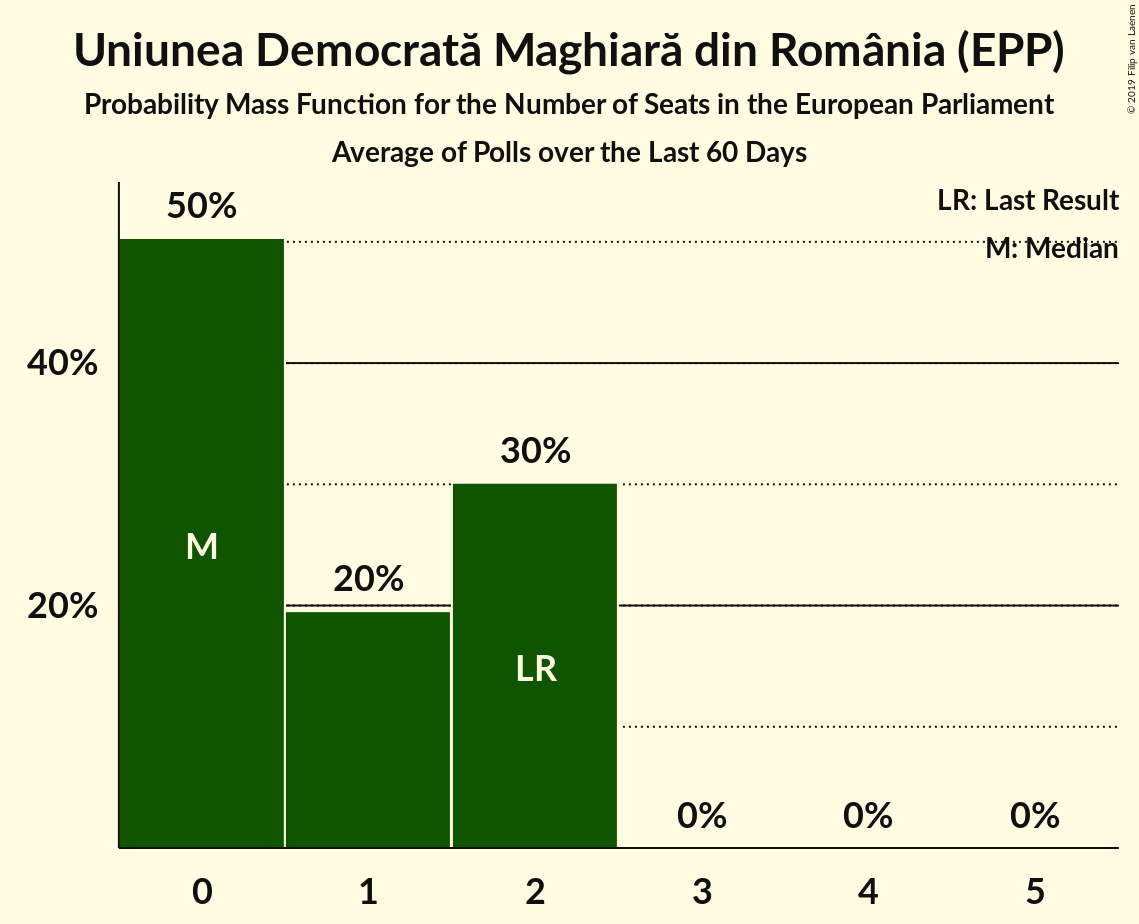 Uniunea Democrată Maghiară din România (EPP)
Probability Mass Function for the Number of Seats in the European Parliament
Average of Polls over the Last 60 Days
© 2019 Filip van Laenen
LR: Last Result
M: Median
50%
40%
30%
20%
20%
M
LR
0%
0%
0%
0
1
2
3
4
5